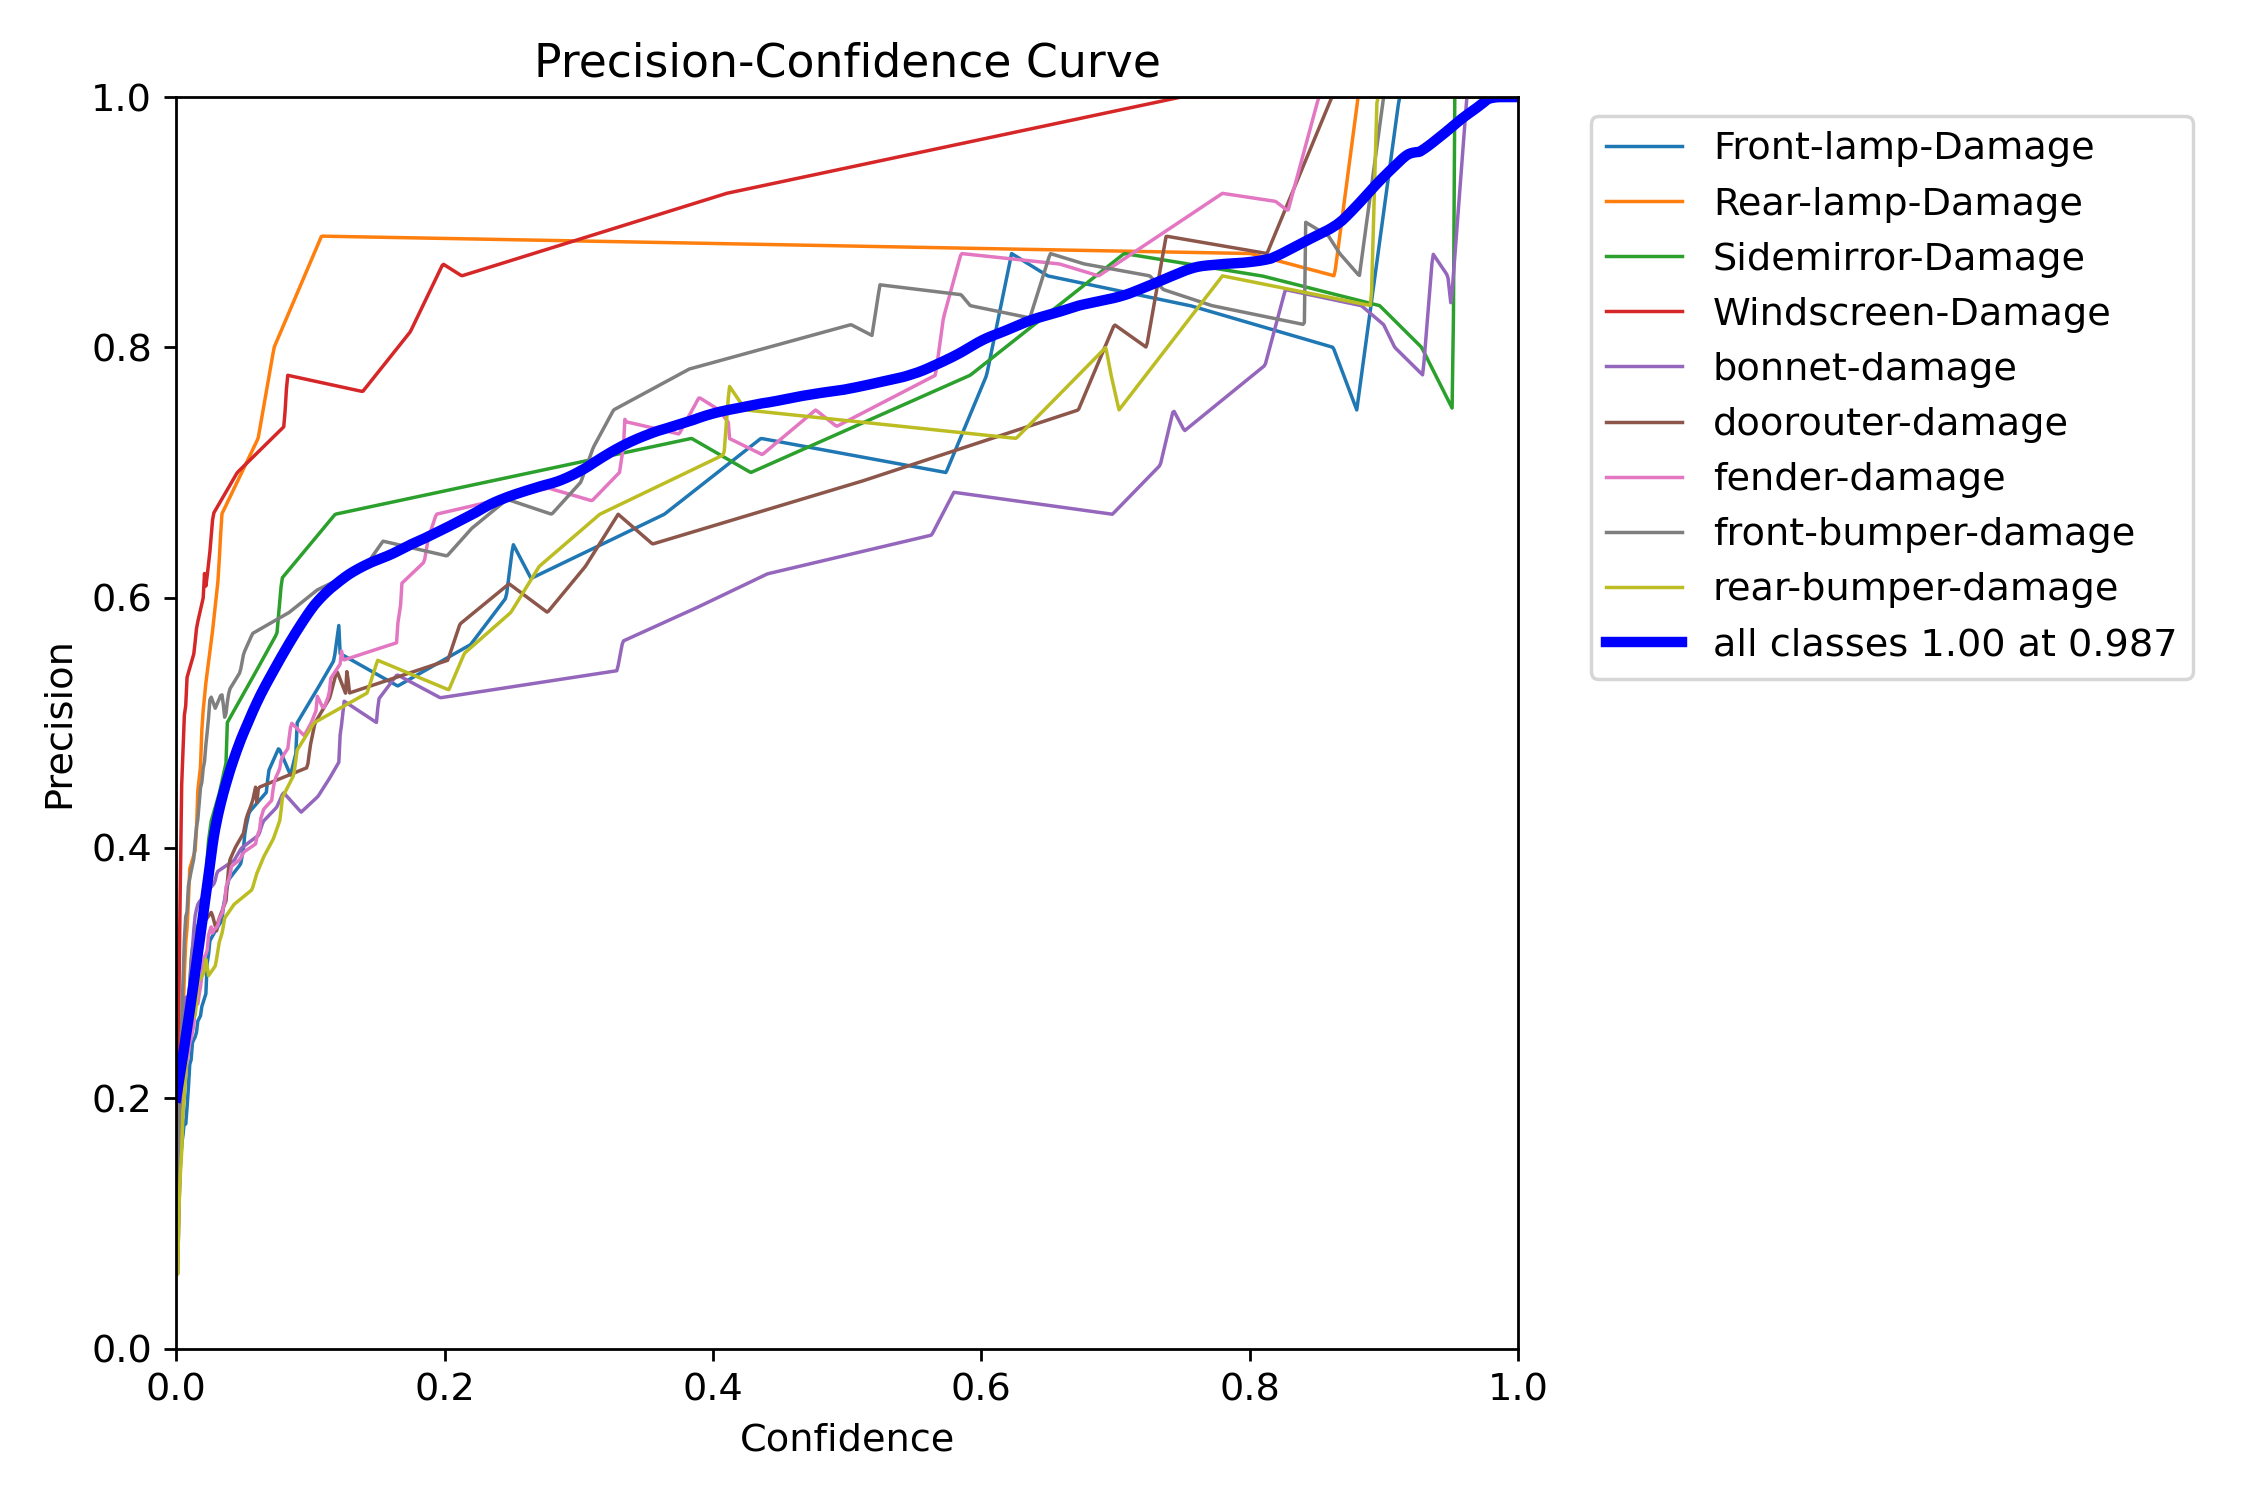 Precision-Confidence Curve
1.0
0.8
0.6
0.4
0.2
0.0
Precision
0.0 0.2 0.4 0.6 0.8 1.0
Confidence
Front-lamp-Damage
Rear-lamp-Damage
Sidemirror-Damage
Windscreen-Damage
bonnet-damage
doorouter-damage
fender-damage
front-bumper-damage
rear-bumper-damage
all classes 1.00 at 0.987